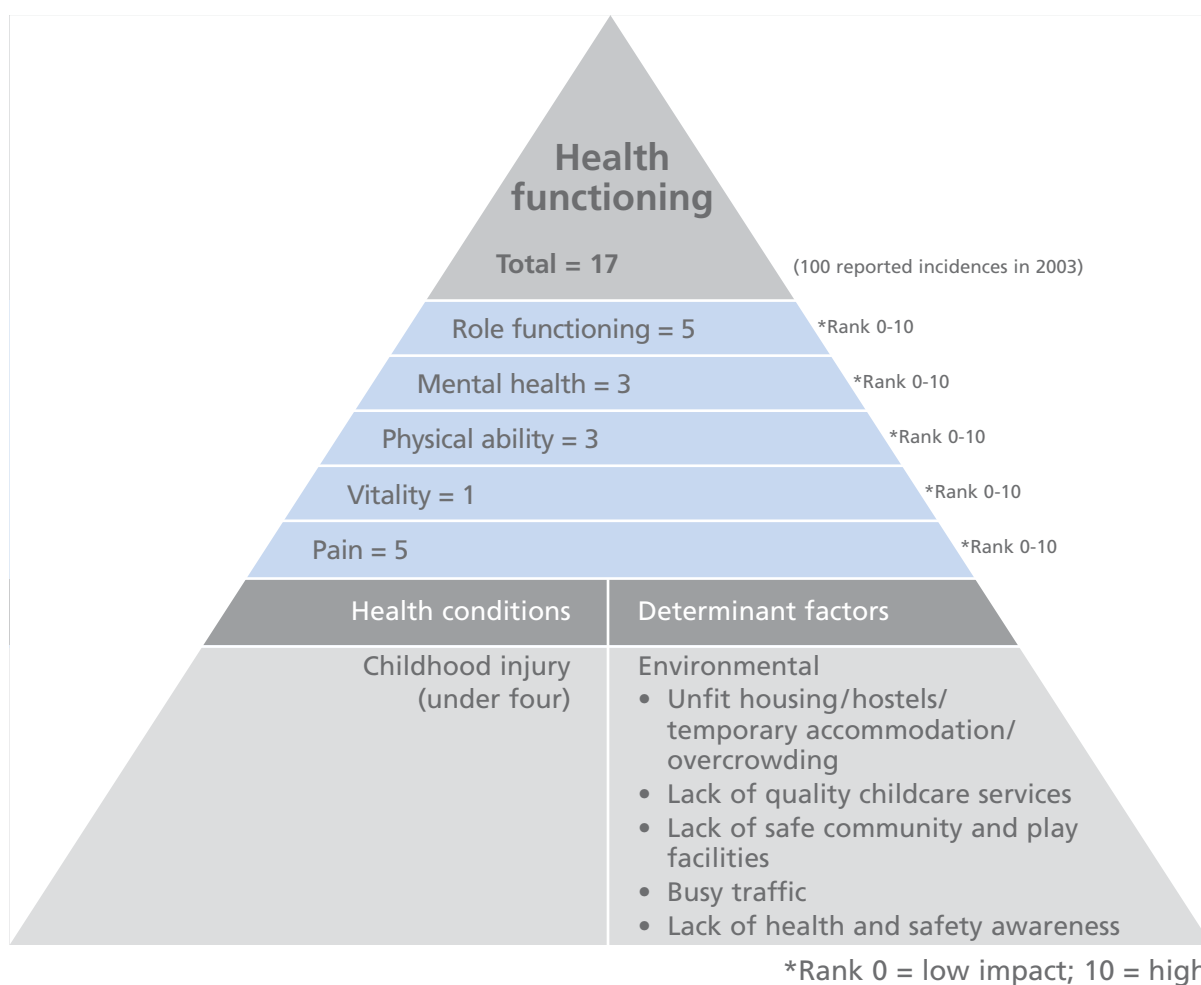 Health
functioning
Total = 17
(100 reported incidences in 2003)
Role functioning = 5
*Rank 0-10
Mental health = 3
*Rank 0-10
Physical ability = 3
*Rank 0-10
Vitality = 1
*Rank 0-10
Pain = 5
*Rank 0-10
Health conditions
Determinant factors
Childhood injury
(under four)
Environmental
• Unfit housing/hostels/
temporary accommodation/
overcrowding
• Lack of quality childcare services
• Lack of safe community and play
facilities
• Busy traffic
• Lack of health and safety awareness
*Rank 0 = low impact; 10 = high